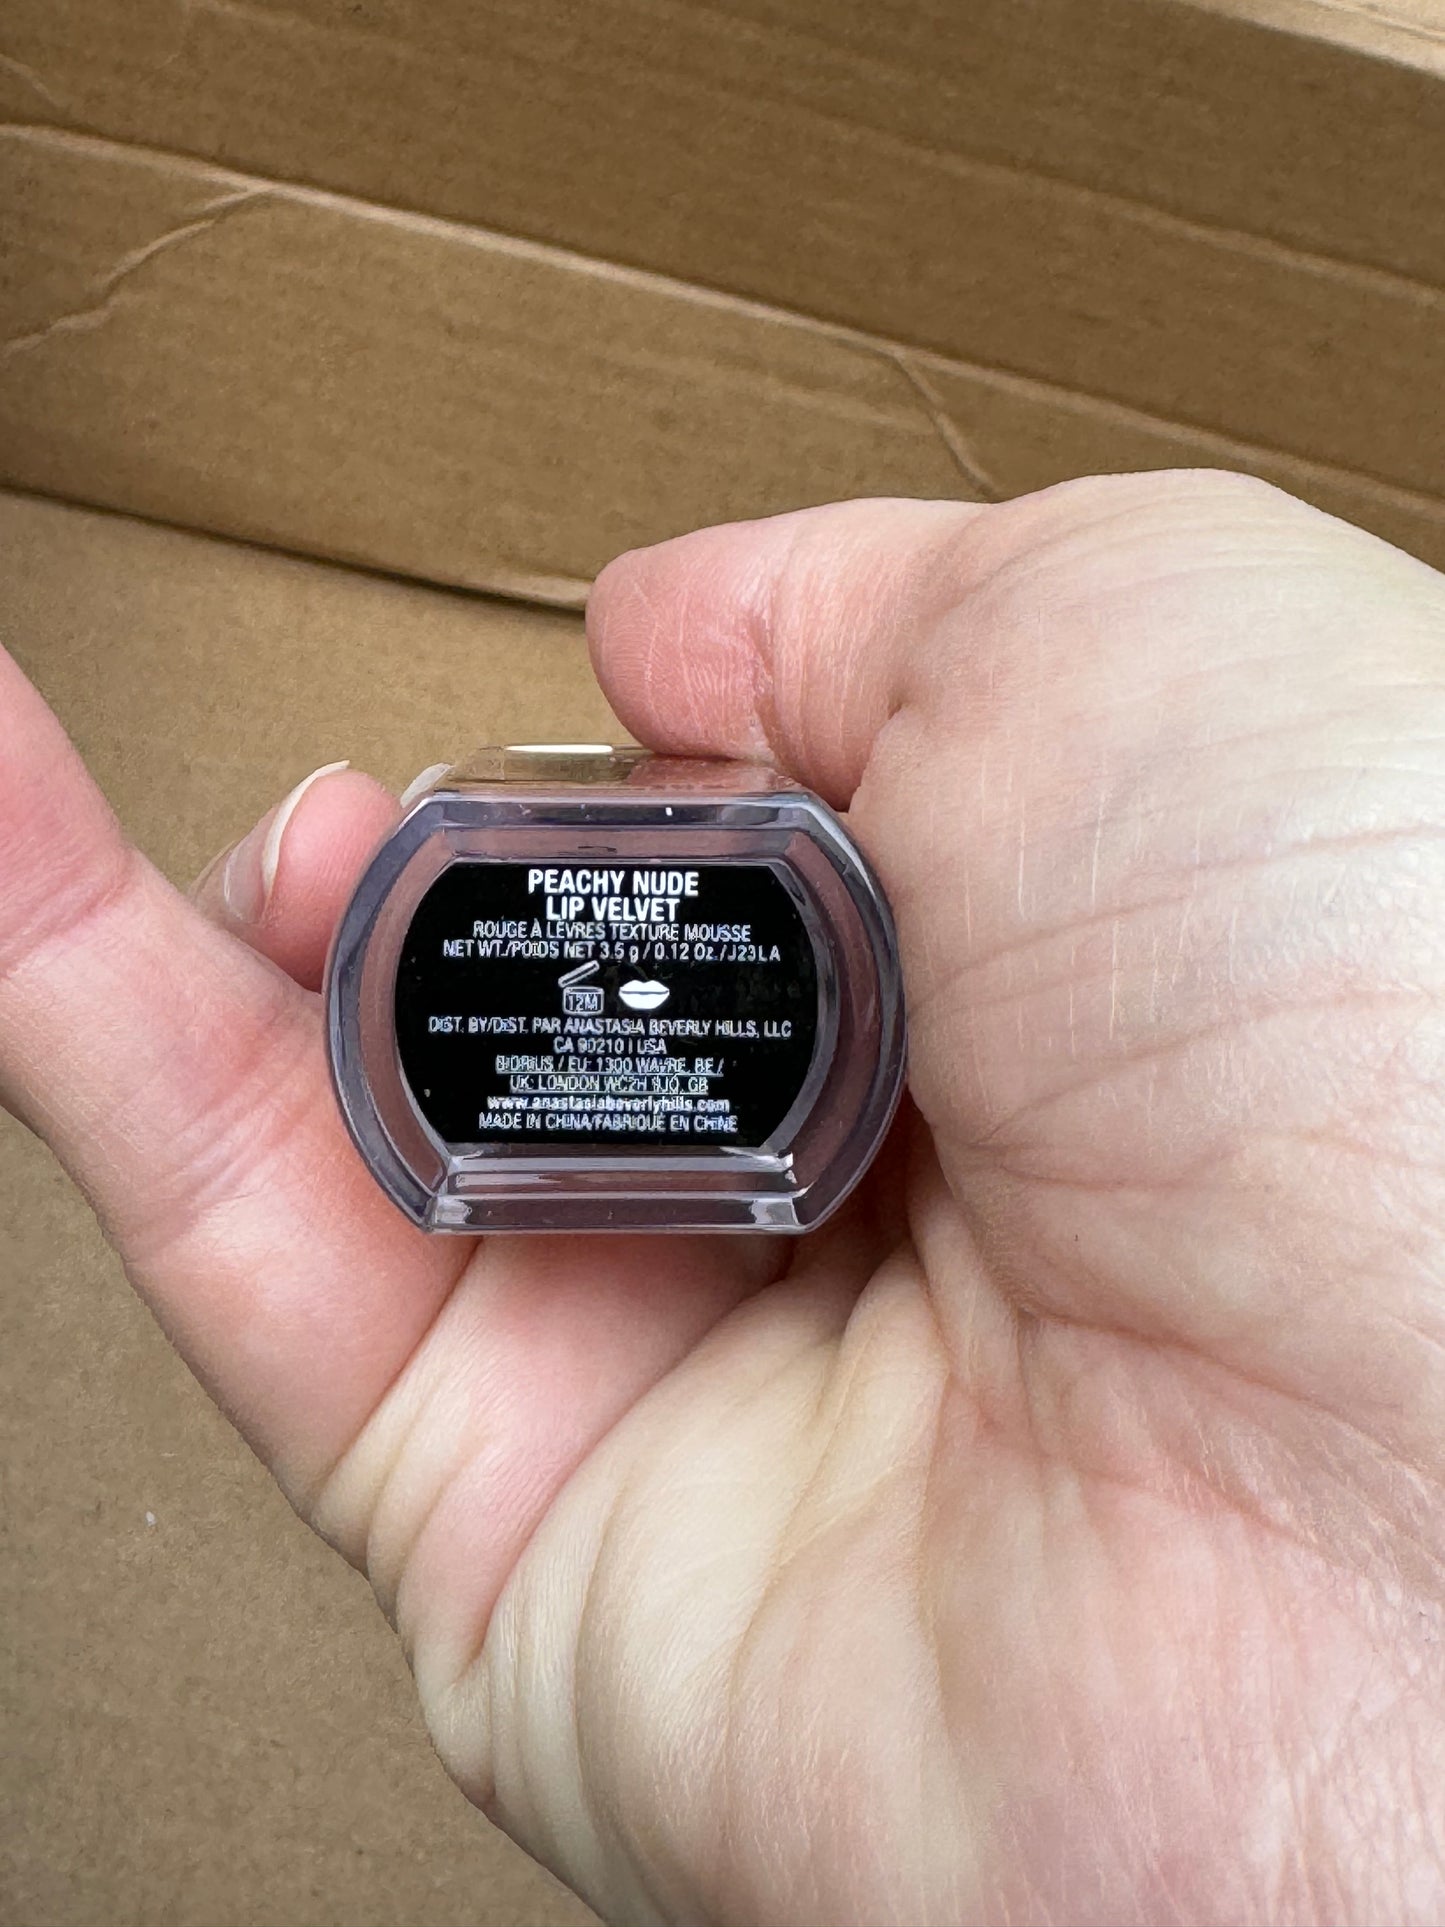 PEACHY NUDE
LIP VELVET
ROUGE À LÈVRES TEXTURE MOUSSE
NET WT./POIDS NET 3.5 g / 0.12 Oz. / J23LA
12M
DIST. BY/DIST. PAR ANASTASIA BEVERLY HILLS, LLC
CA 90210 | USA
BIORIUS / EU: 1300 WAVRE, BE /
UK: LONDON WC2H 9JQ, GB
www.anastasiabeverlyhills.com
MADE IN CHINA/FABRIQUÉ EN CHINE